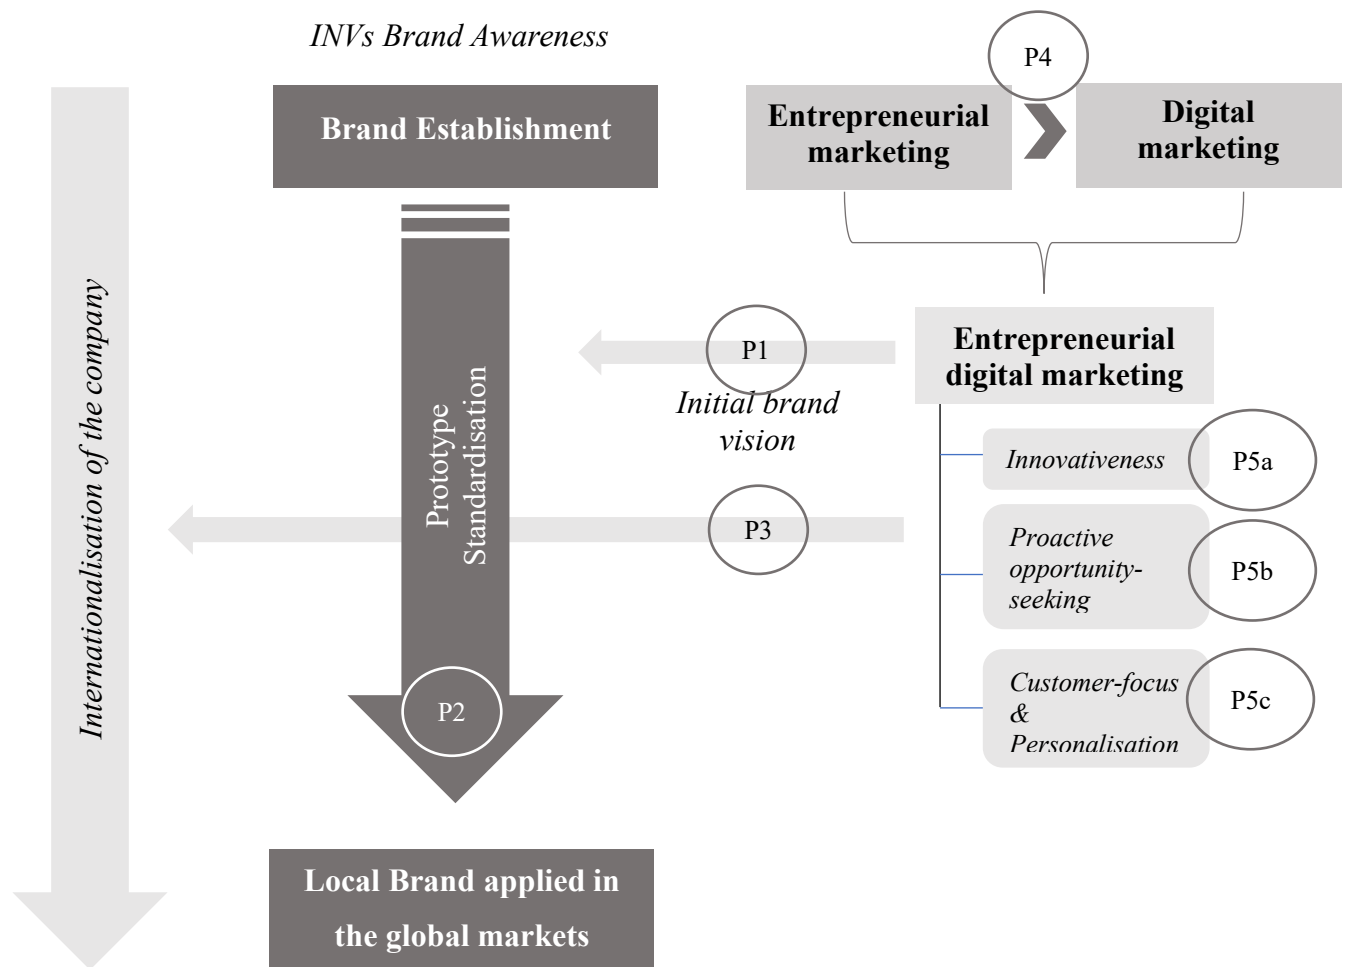 INVs Brand Awareness
P4
Brand Establishment
Entrepreneurial
marketing
Digital
marketing
Internationalisation of the company
Prototype
Standardisation
P1
Initial brand
vision
P3
P2
Entrepreneurial
digital marketing
Innovativeness
P5a
Proactive
opportunity-
seeking
P5b
Customer-focus
&
Personalisation
P5c
Local Brand applied in
the global markets